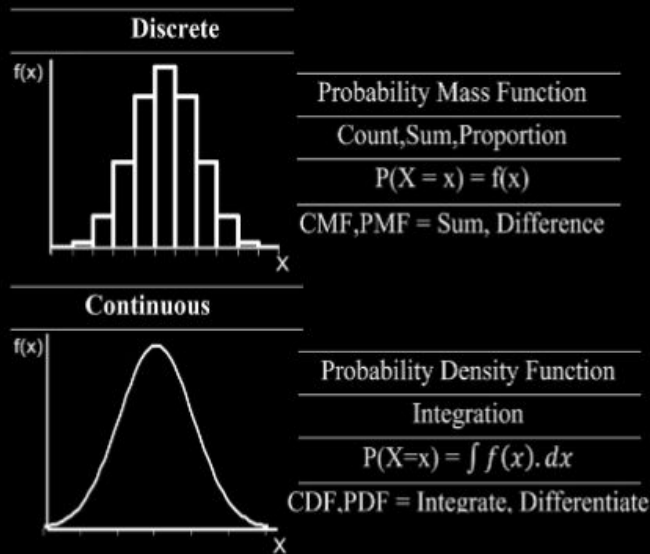 Discrete
f(x)
X
Probability Mass Function
Count,Sum,Proportion
P(X = x) = f(x)
CMF,PMF = Sum, Difference
Continuous
f(x)
X
Probability Density Function
Integration
P(X=x) = ∫ f(x). dx
CDF,PDF = Integrate, Differentiate